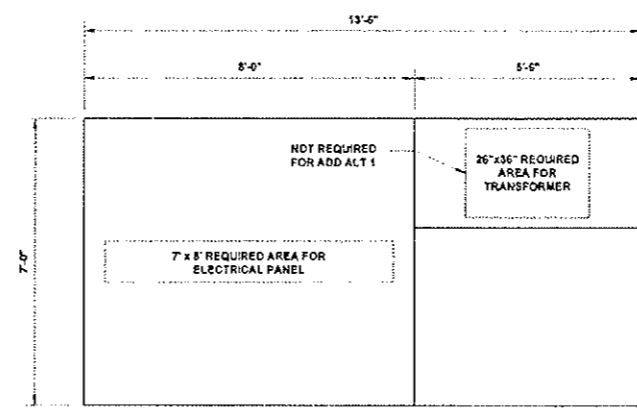 13'-6"
8'-0"
5'-6"
NOT REQUIRED
FOR ADD ALT 1
26"x36" REQUIRED
AREA FOR
TRANSFORMER
7'-0"
7' x 8' REQUIRED AREA FOR
ELECTRICAL PANEL